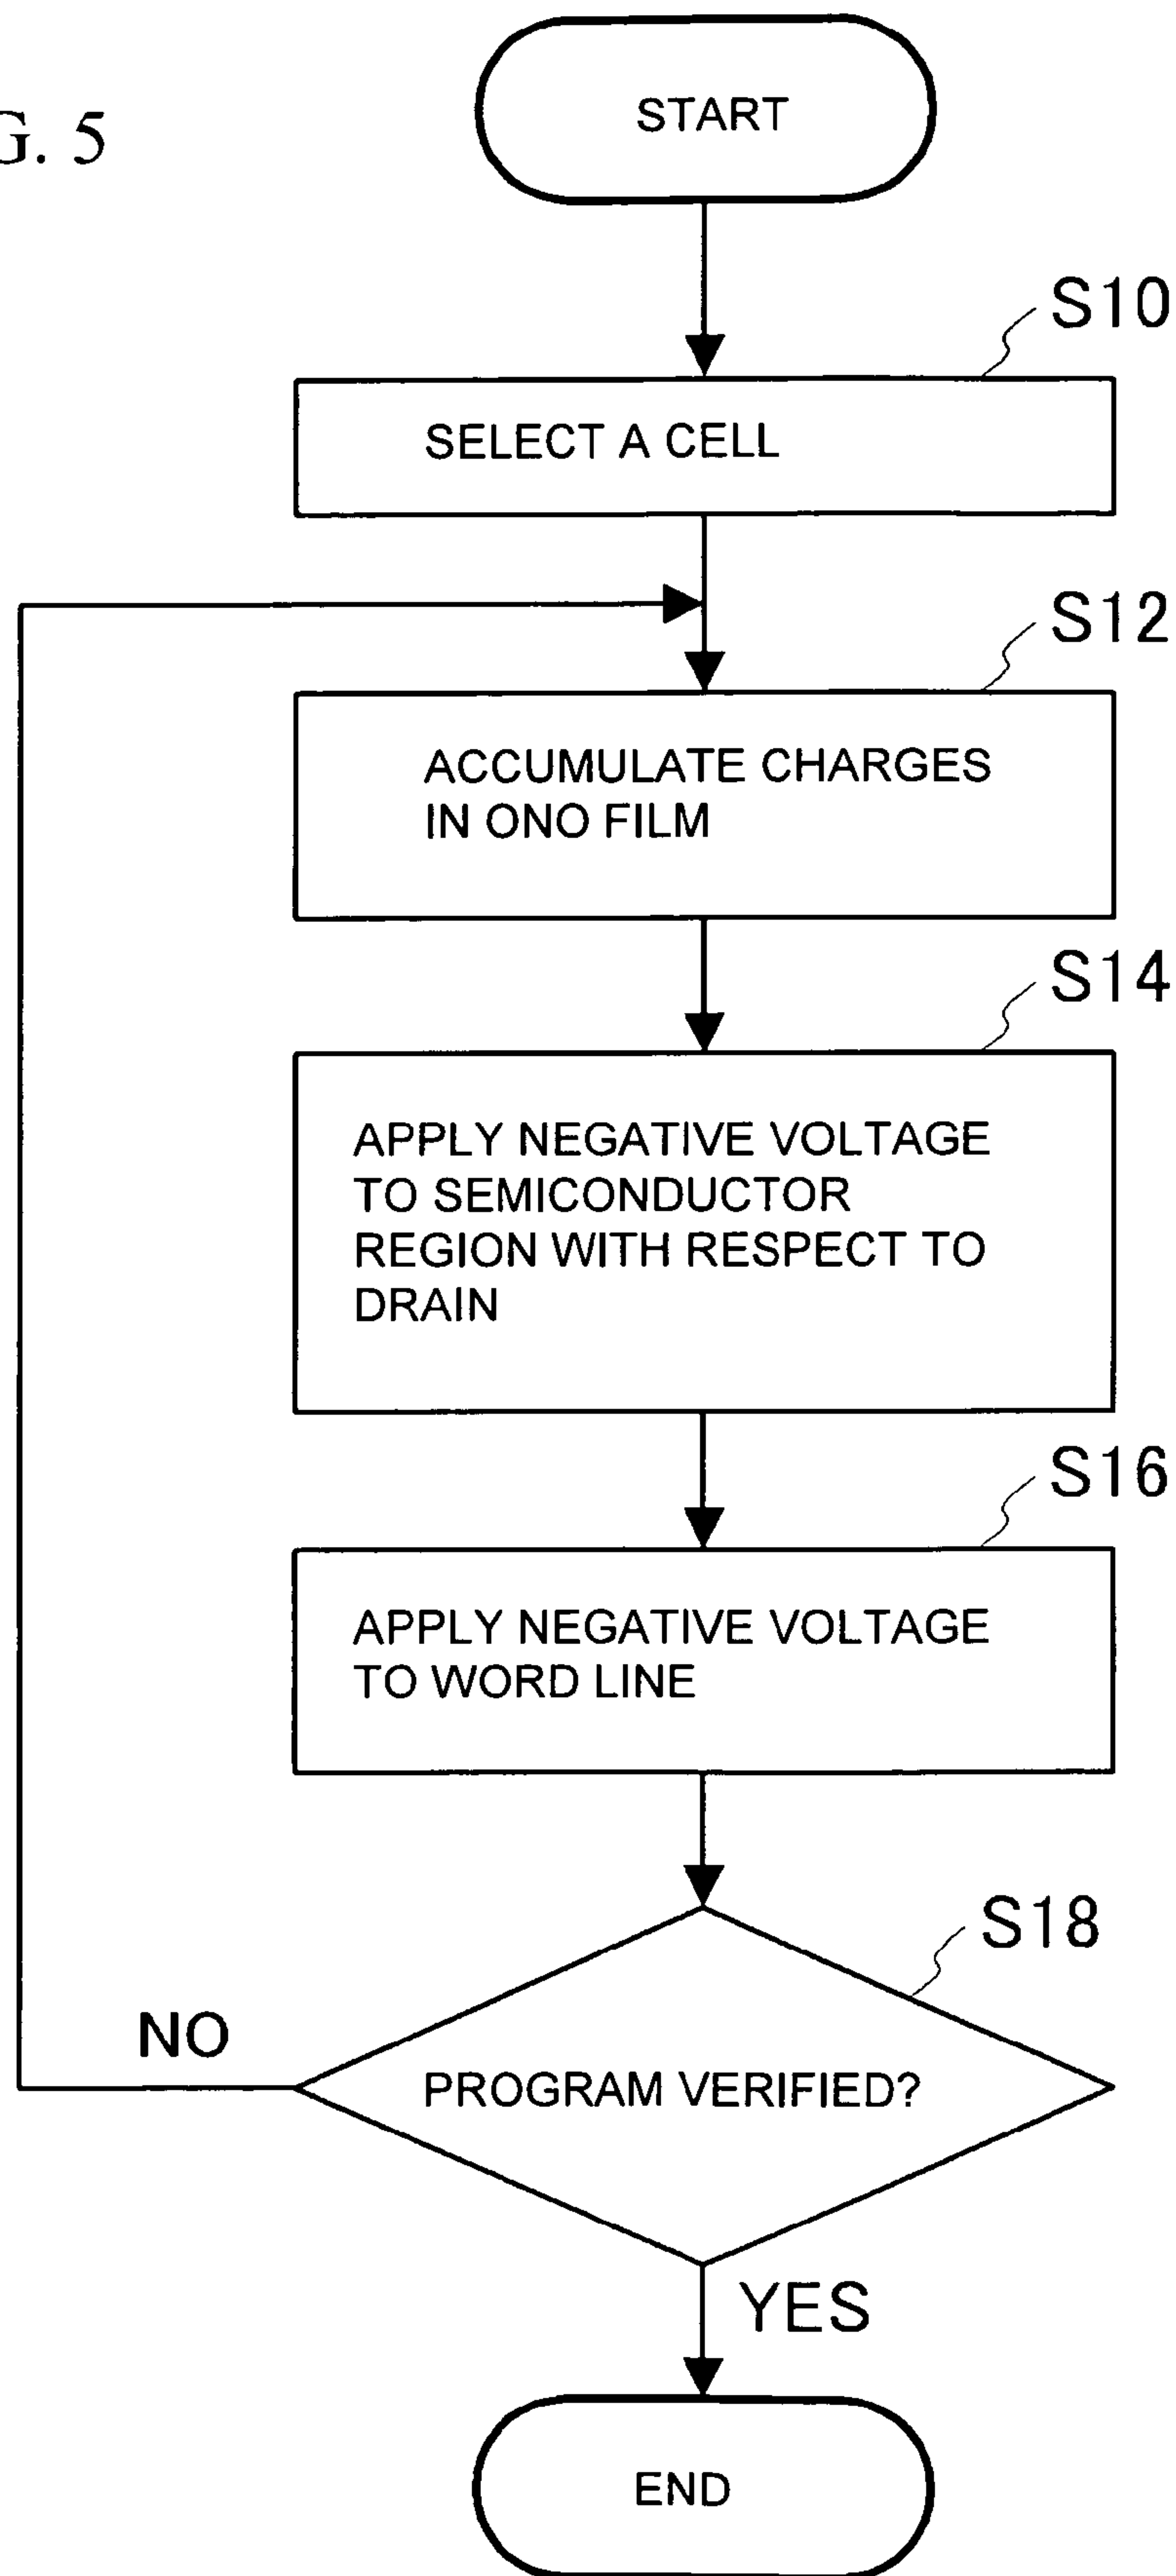 G. 5
START
S10
SELECT A CELL
S12
ACCUMULATE CHARGES
IN ONO FILM
S14
APPLY NEGATIVE VOLTAGE
TO SEMICONDUCTOR
REGION WITH RESPECT TO
DRAIN
S16
APPLY NEGATIVE VOLTAGE
TO WORD LINE
S18
NO
PROGRAM VERIFIED?
YES
END